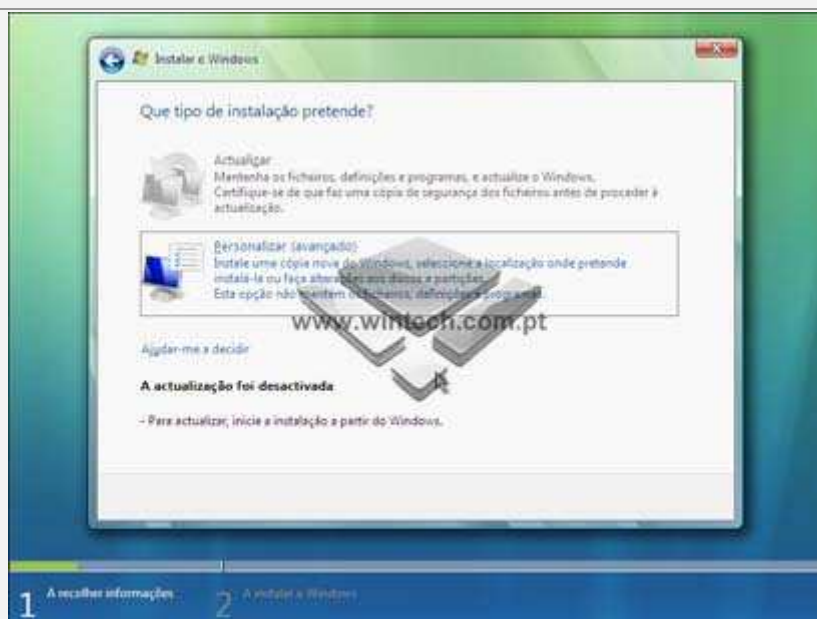 Instalar o Windows
Que tipo de instalação pretende?
Actualizar
Mantenha os ficheiros, definições e programas, e actualize o Windows.
Certifique-se de que faz uma cópia de segurança dos ficheiros antes de proceder à
actualização.
Personalizar (avançado)
Instale uma cópia nova do Windows, seleccione a localização onde pretende
instalá-la ou faça alterações aos discos e partições.
Esta opção não mantém os ficheiros, definições e programas.
www.wintech.com.pt
Ajudar-me a decidir
A actualização foi desactivada
- Para actualizar, inicie a instalação a partir do Windows.
1 A recolher informações
2 A instalar o Windows